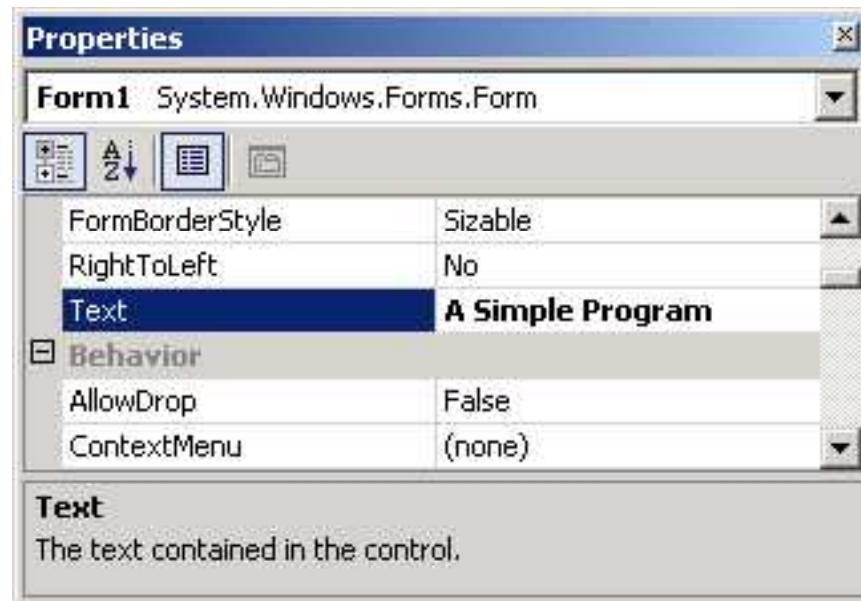 Properties
Form1 System.Windows.Forms.Form
FormBorderStyle Sizable
RightToLeft No
Text A Simple Program
Behavior
AllowDrop False
ContextMenu (none)
Text
The text contained in the control.